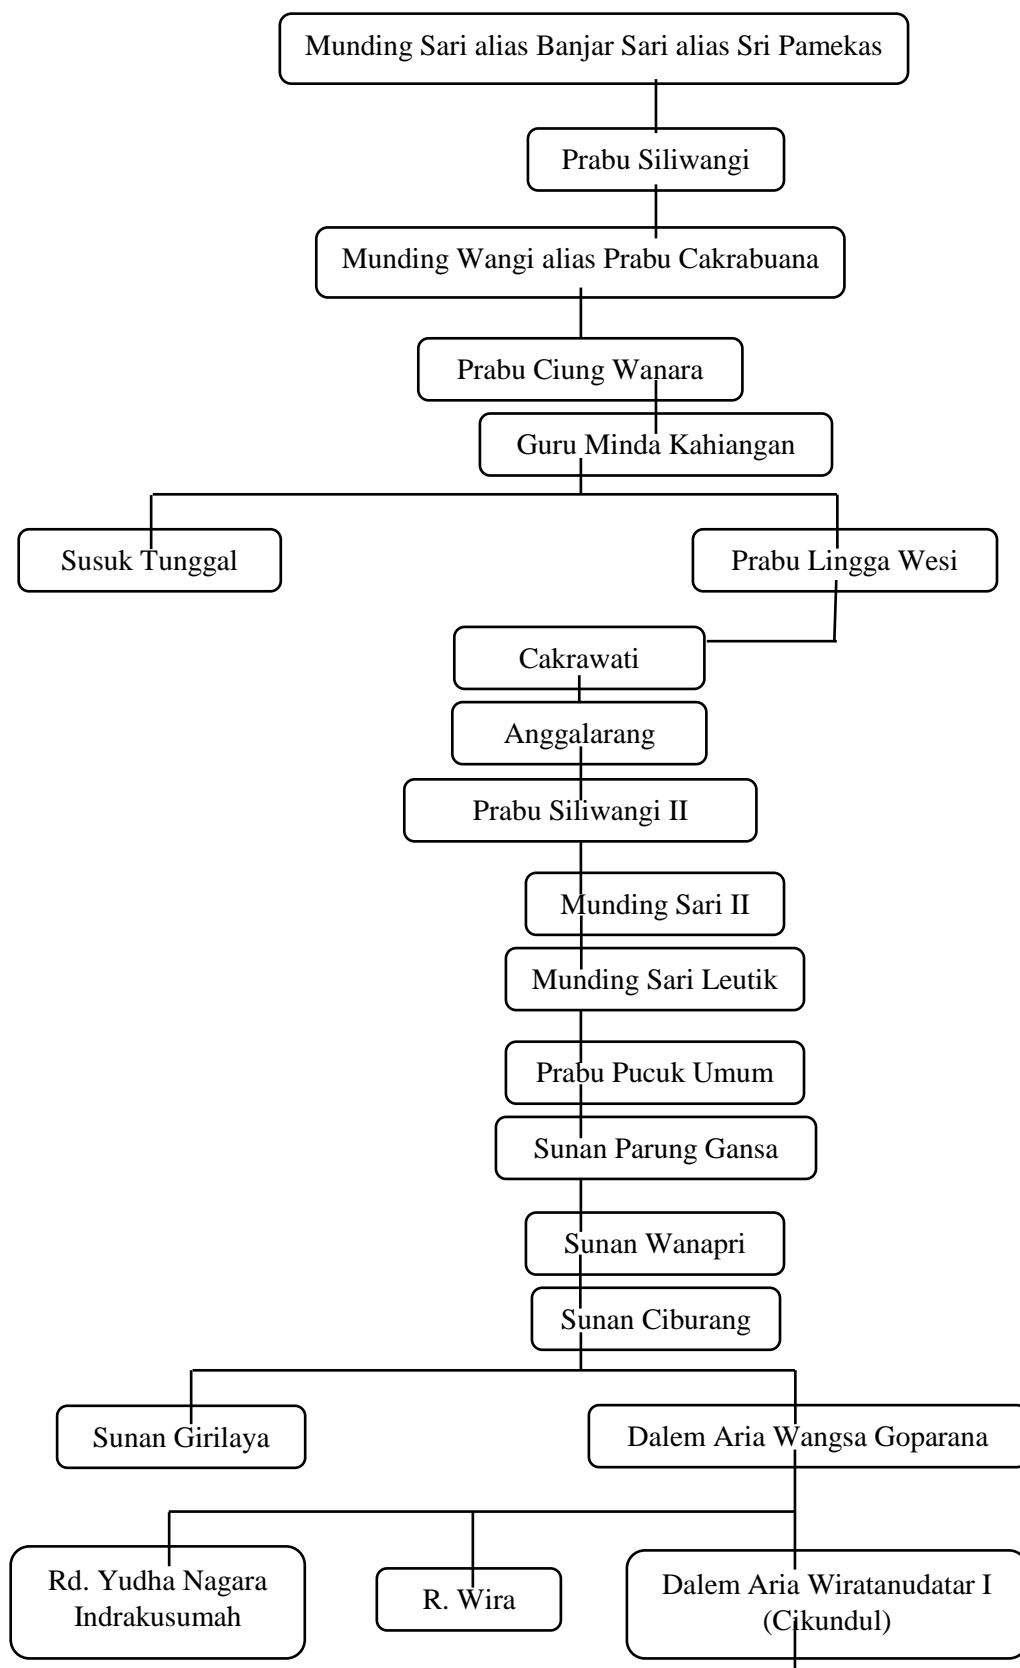 Munding Sari alias Banjar Sari alias Sri Pamekas
Prabu Siliwangi
Munding Wangi alias Prabu Cakrabuana
Prabu Ciung Wanara
Guru Minda Kahiangan
Susuk Tunggal
Prabu Lingga Wesi
Cakrawati
Anggalarang
Prabu Siliwangi II
Munding Sari II
Munding Sari Leutik
Prabu Pucuk Umum
Sunan Parung Gansa
Sunan Wanapri
Sunan Ciburang
Sunan Girilaya
Dalem Aria Wangsa Goparana
Rd. Yudha Nagara
Indrakusumah
R. Wira
Dalem Aria Wiratanudatar I
(Cikundul)